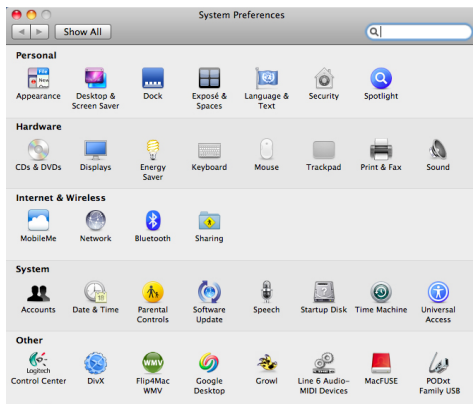 System Preferences
Show All
Personal
Appearance
Desktop &
Screen Saver
Dock
Exposé &
Spaces
Language &
Text
Security
Spotlight
Hardware
CDs & DVDs
Displays
Energy
Saver
Keyboard
Mouse
Trackpad
Print & Fax
Sound
Internet & Wireless
MobileMe
Network
Bluetooth
Sharing
System
Accounts
Date & Time
Parental
Controls
Software
Update
Speech
Startup Disk
Time Machine
Universal
Access
Other
Logitech
Control Center
DivX
WMV
Flip4Mac
WMV
Google
Desktop
Growl
Line 6 Audio-
MIDI Devices
MacFUSE
PODxt
Family USB